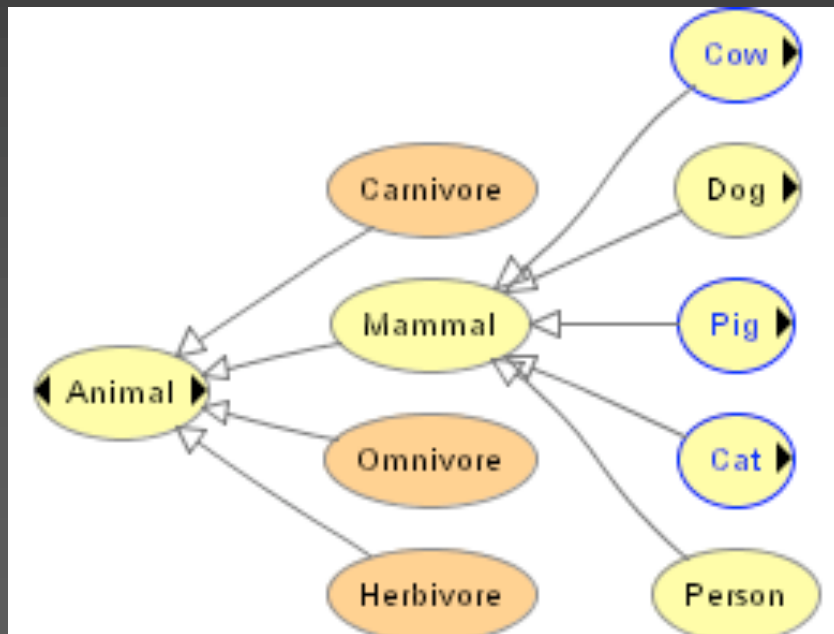 Cow
Carnivore
Dog
Mammal
Pig
Animal
Omnivore
Cat
Herbivore
Person